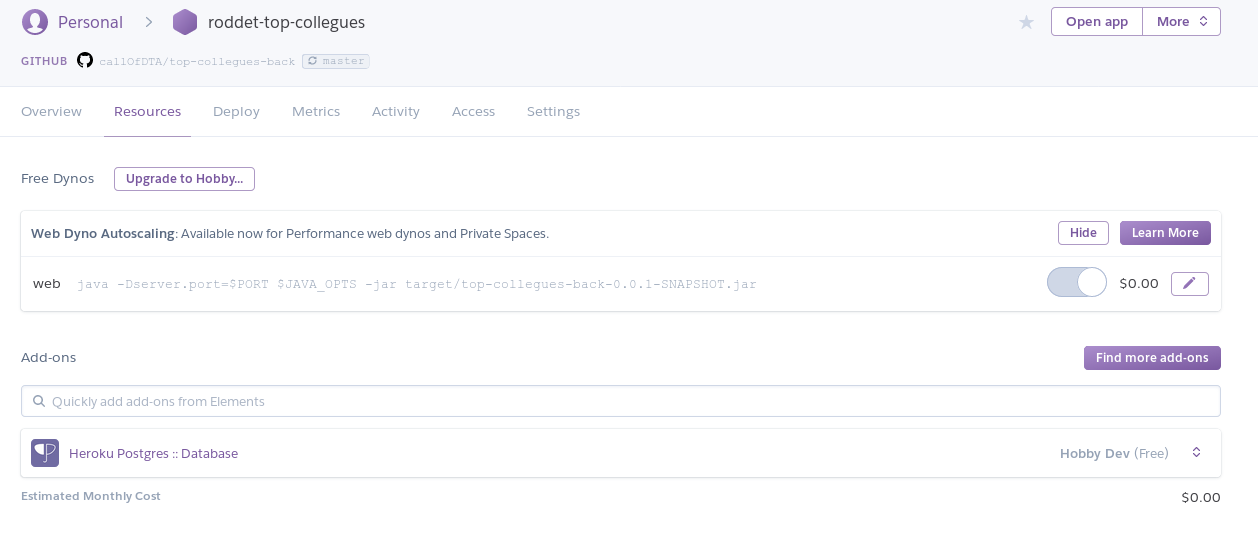 Personal > roddet-top-collegues Open app More
GITHUB callOfDTA/top-collegues-back master
Overview Resources Deploy Metrics Activity Access Settings
Free Dynos Upgrade to Hobby...
Web Dyno Autoscaling: Available now for Performance web dynos and Private Spaces. Hide Learn More
web java -Dserver.port=$PORT $JAVA_OPTS -jar target/top-collegues-back-0.0.1-SNAPSHOT.jar $0.00
Add-ons Find more add-ons
Quickly add add-ons from Elements
Heroku Postgres :: Database Hobby Dev (Free)
Estimated Monthly Cost $0.00